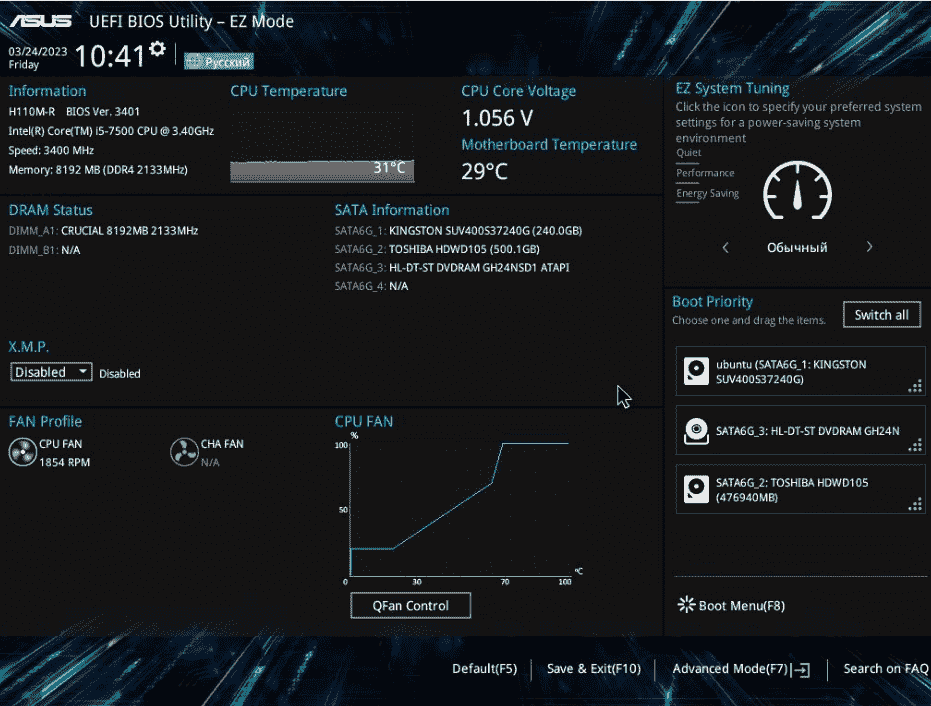 ASUS UEFI BIOS Utility – EZ Mode
03/24/2023
Friday
10:41
Русский
Information
H110M-R BIOS Ver. 3401
Intel(R) Core(TM) i5-7500 CPU @ 3.40GHz
Speed: 3400 MHz
Memory: 8192 MB (DDR4 2133MHz)
CPU Temperature
31°C
CPU Core Voltage
1.056 V
Motherboard Temperature
29°C
EZ System Tuning
Click the icon to specify your preferred system
settings for a power-saving system
environment
Quiet
Performance
Energy Saving
Обычный
DRAM Status
DIMM_A1: CRUCIAL 8192MB 2133MHz
DIMM_B1: N/A
SATA Information
SATA6G_1: KINGSTON SUV400S37240G (240.0GB)
SATA6G_2: TOSHIBA HDWD105 (500.1GB)
SATA6G_3: HL-DT-ST DVDRAM GH24NSD1 ATAPI
SATA6G_4: N/A
X.M.P.
Disabled Disabled
Boot Priority
Choose one and drag the items.
Switch all
ubuntu (SATA6G_1: KINGSTON
SUV400S37240G)
SATA6G_3: HL-DT-ST DVDRAM GH24N
SATA6G_2: TOSHIBA HDWD105
(476940MB)
FAN Profile
CPU FAN
1854 RPM
CHA FAN
N/A
CPU FAN
%
100
50
0 30 70 100
°C
QFan Control
Boot Menu(F8)
Default(F5) Save & Exit(F10) Advanced Mode(F7) Search on FAQ